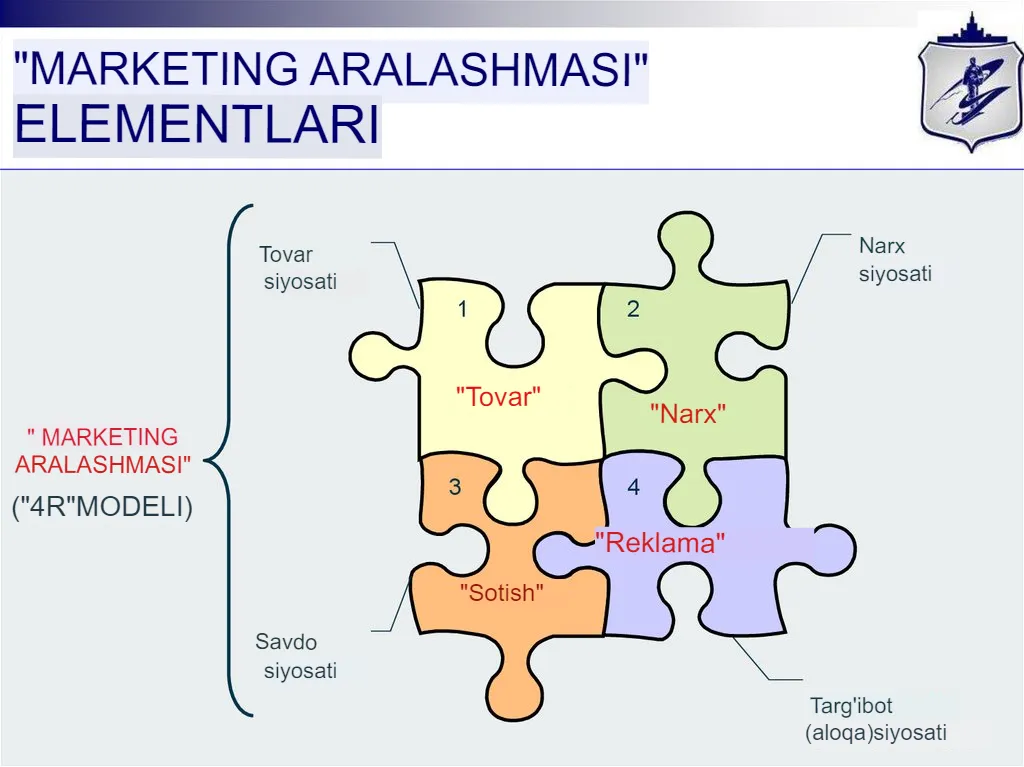 "MARKETING ARALASHMASI"
ELEMENTLARI
Tovar
siyosati
Narx
siyosati
1
2
"Tovar"
"Narx"
" MARKETING
ARALASHMASI"
("4R"MODELI)
3
4
"Reklama"
"Sotish"
Savdo
siyosati
Targ'ibot
(aloqa)siyosati